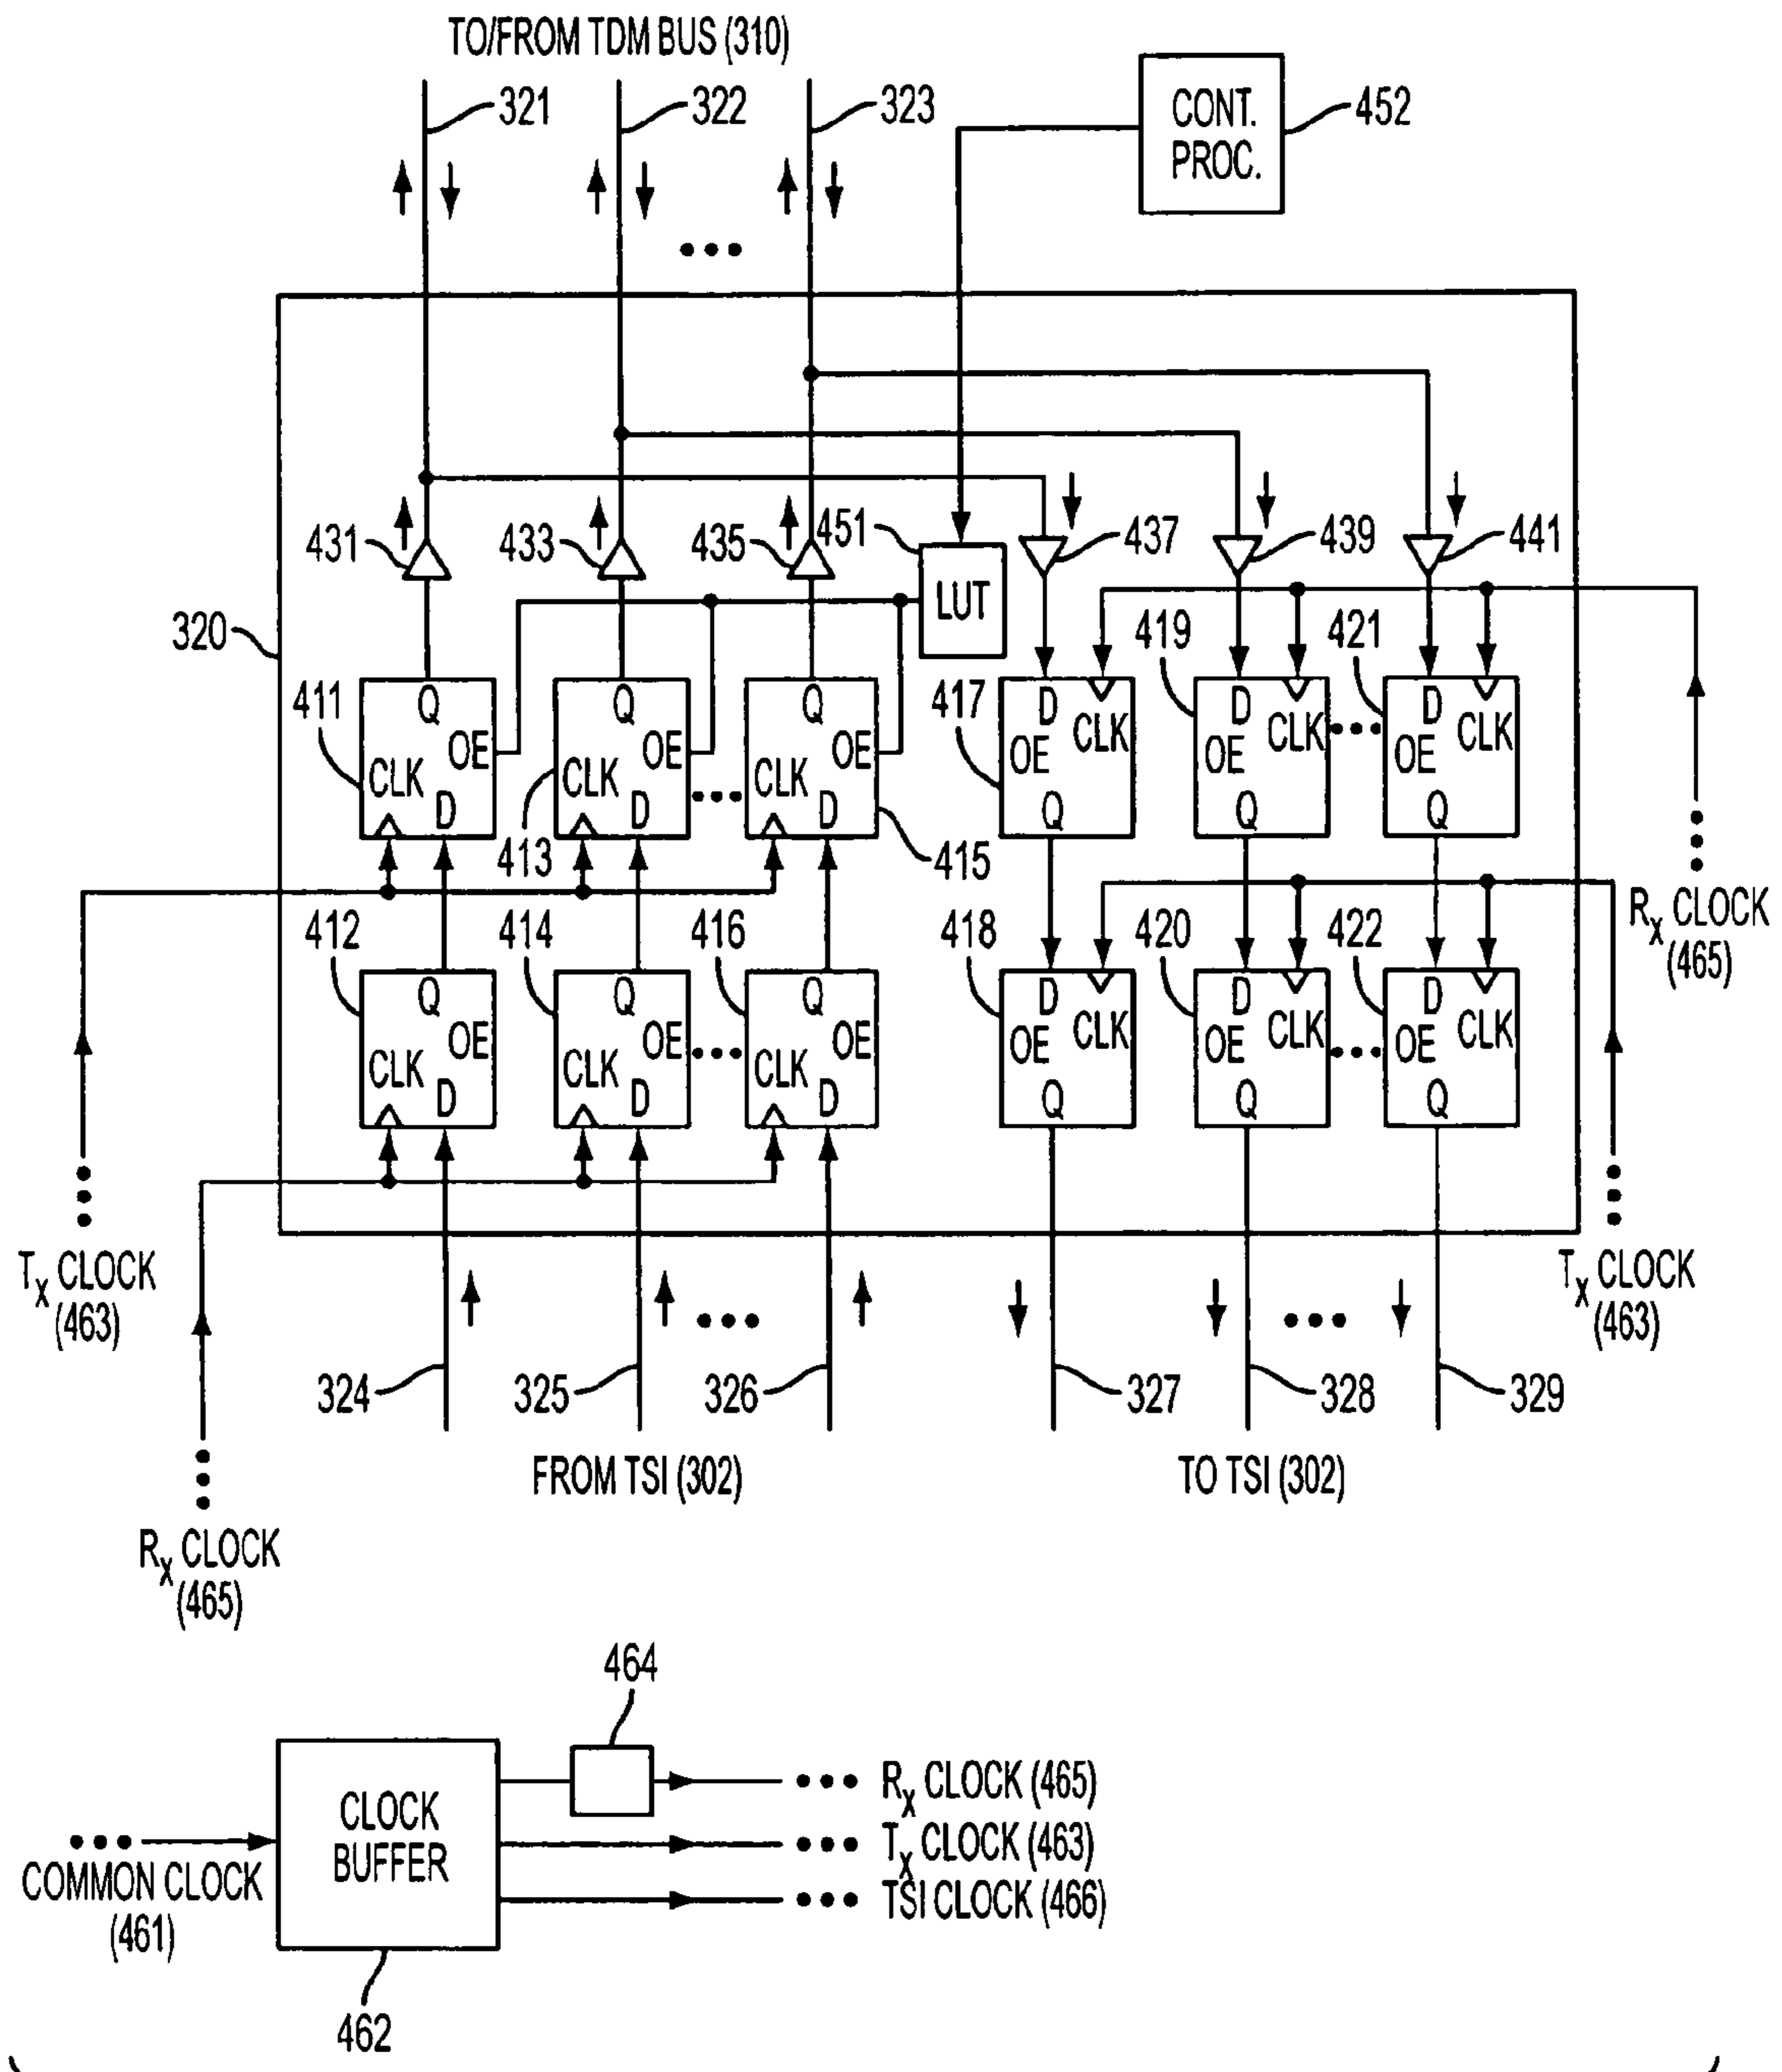 TO/FROM TDM BUS (310)
321
322
323
CONT.
PROC.
452
431
433
435
451
LUT
437
439
441
320
411
Q
OE
CLK
D
413
Q
OE
CLK
D
415
Q
OE
CLK
D
417
D
OE
CLK
Q
419
D
OE
CLK
Q
421
D
OE
CLK
Q
412
Q
OE
CLK
D
414
Q
OE
CLK
D
416
Q
OE
CLK
D
418
D
OE
CLK
Q
420
D
OE
CLK
Q
422
D
OE
CLK
Q
RX CLOCK
(465)
TX CLOCK
(463)
TX CLOCK
(463)
324
325
326
327
328
329
FROM TSI (302)
TO TSI (302)
RX CLOCK
(465)
464
CLOCK
BUFFER
RX CLOCK (465)
TX CLOCK (463)
TSI CLOCK (466)
COMMON CLOCK
(461)
462